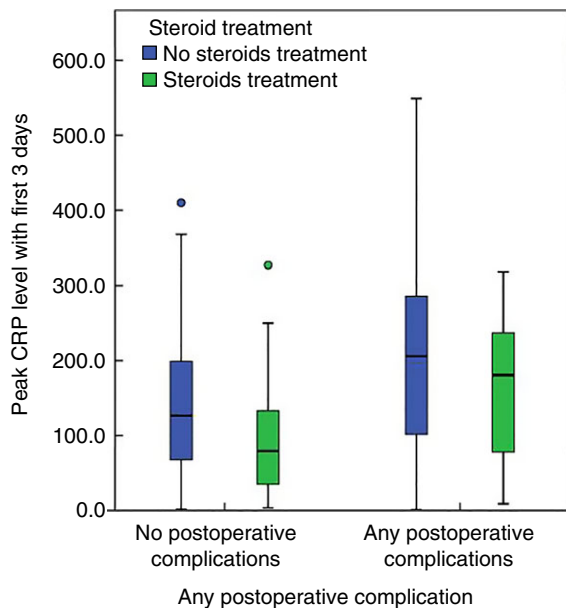 Steroid treatment
No steroids treatment
Steroids treatment
Peak CRP level with first 3 days
600.0
500.0
400.0
300.0
200.0
100.0
0.0
No postoperative
complications
Any postoperative
complications
Any postoperative complication